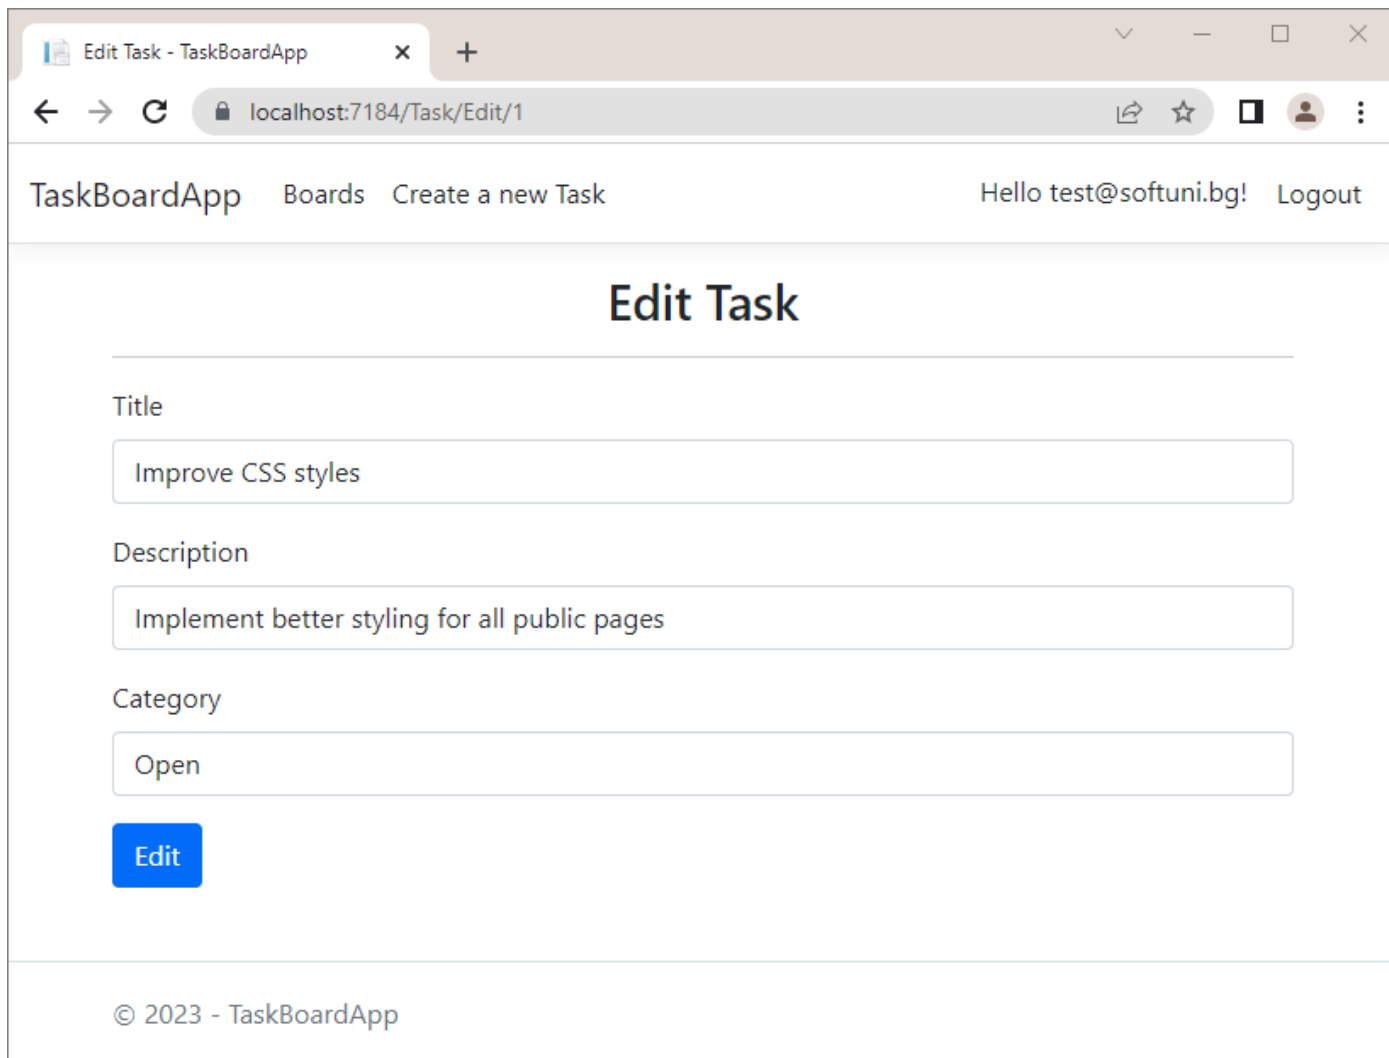 Edit Task - TaskBoardApp
localhost:7184/Task/Edit/1
TaskBoardApp Boards Create a new Task Hello test@softuni.bg! Logout
Edit Task
Title
Improve CSS styles
Description
Implement better styling for all public pages
Category
Open
Edit
© 2023 - TaskBoardApp